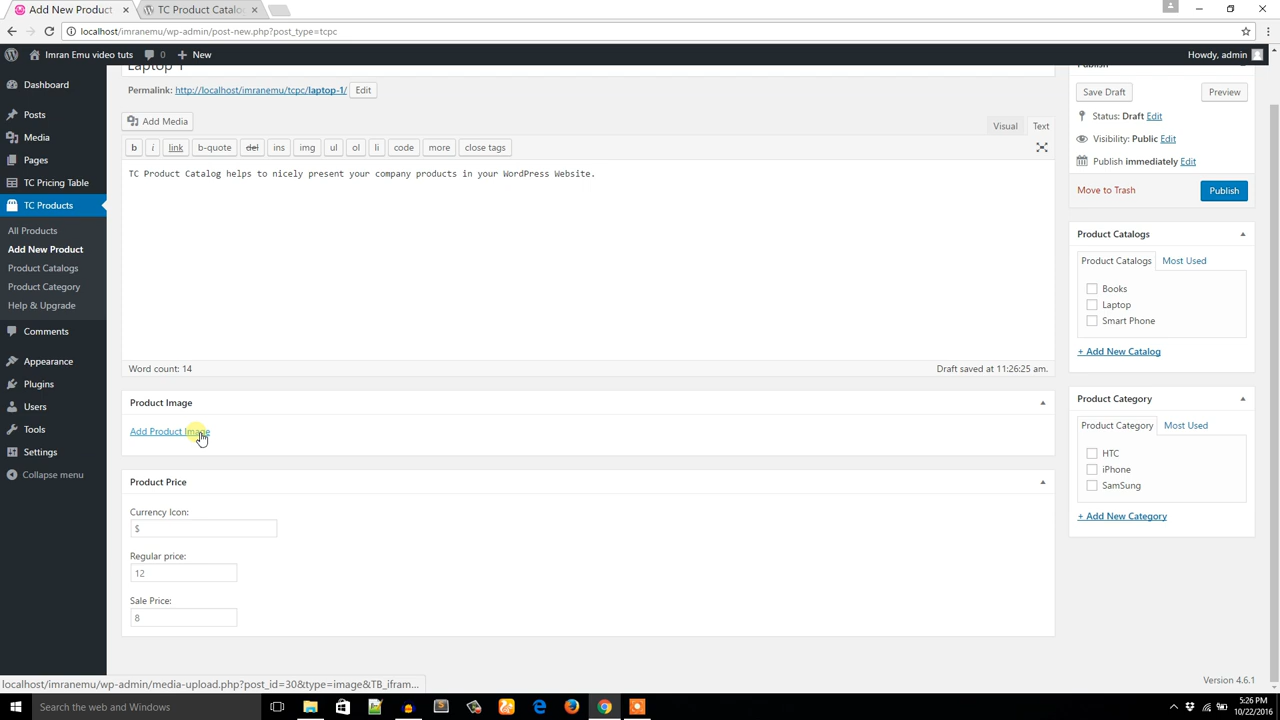 Add New Product
TC Product Catalo
localhost/imranemu/wp-admin/post-new.php?post_type=tcpc
Imran Emu video tuts
0
New
Howdy, admin
Dashboard
Posts
Media
Pages
TC Pricing Table
TC Products
All Products
Add New Product
Product Catalogs
Product Category
Help & Upgrade
Comments
Appearance
Plugins
Users
Tools
Settings
Collapse menu
Laptop 1
Permalink: http://localhost/imranemu/tcpc/laptop-1/ Edit
Add Media
Visual Text
b i link b-quote del ins img ul ol li code more close tags
TC Product Catalog helps to nicely present your company products in your WordPress Website.
Word count: 14
Draft saved at 11:26:25 am.
Product Image
Add Product Image
Product Price
Currency Icon:
$
Regular price:
12
Sale Price:
8
Publish
Save Draft Preview
Status: Draft Edit
Visibility: Public Edit
Publish immediately Edit
Move to Trash Publish
Product Catalogs
Product Catalogs Most Used
Books
Laptop
Smart Phone
+ Add New Catalog
Product Category
Product Category Most Used
HTC
iPhone
SamSung
+ Add New Category
localhost/imranemu/wp-admin/media-upload.php?post_id=30&type=image&TB_ifram...
Version 4.6.1
Search the web and Windows
5:26 PM
10/22/2016